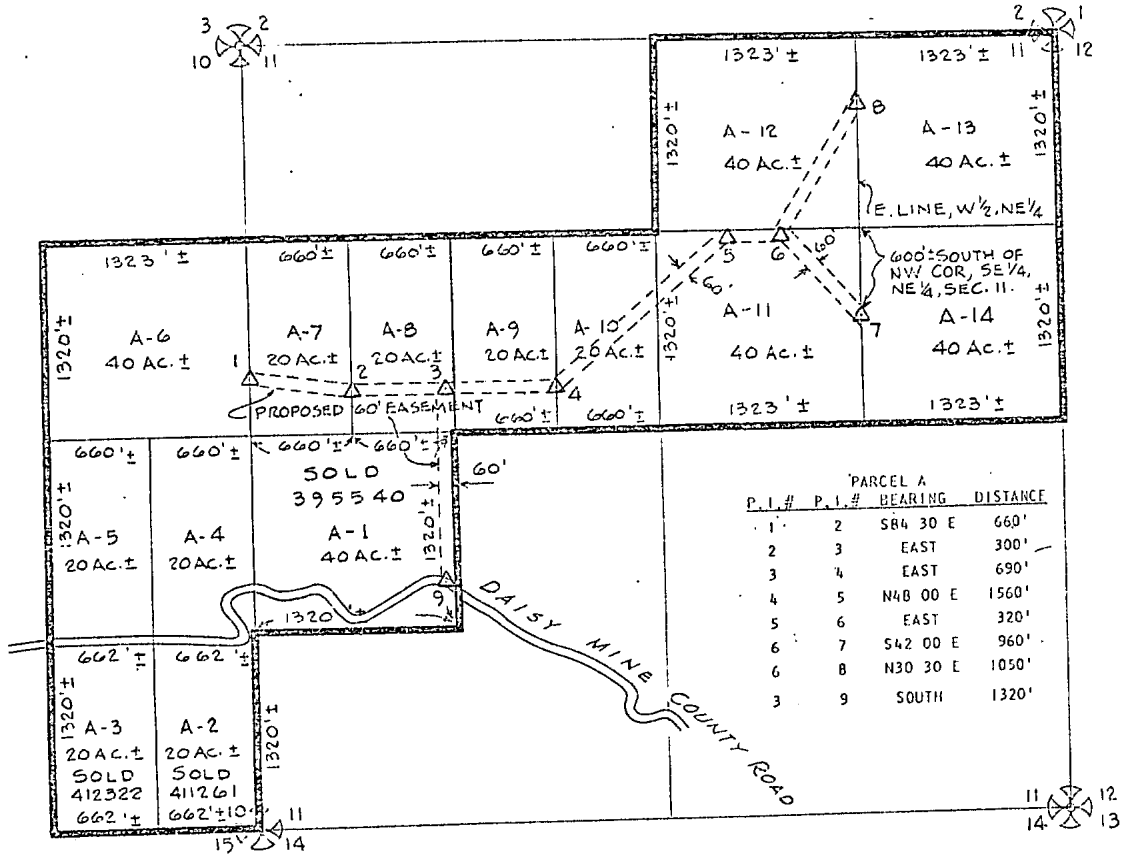 3 2
10 11
2 1
11 12
1323'± 1323'±
1320'± A-12 A-13 1320'±
40 Ac.± 40 Ac.±
8
E. LINE, W½, NE¼
600'± SOUTH OF
NW COR, SE¼,
NE¼, SEC. 11.
1323'± 660'± 660'± 660'± 660'±
5 6 60'
60'
1320'± A-6 A-7 A-8 A-9 A-10 1320'± A-11 7 A-14 1320'±
40 Ac.± 20 Ac.± 20 Ac.± 20 Ac.± 20 Ac.± 40 Ac.± 40 Ac.±
1 2 3 4
PROPOSED 60' EASEMENT
660'± 660'± 1323'± 1323'±
660'± 660'± 660'± 660'±
SOLD
395540
60'
1320'± A-5 A-4 A-1 1320'±
20 Ac.± 20 Ac.± 40 Ac.±
9
1320'±
DAISY MINE COUNTY ROAD
662'± 662'±
1320'± A-3 A-2 1320'±
20 Ac.± 20 Ac.±
SOLD SOLD
412322 411261
662'± 662'± 10 11
15 14
PARCEL A
P.I.# P.I.# BEARING DISTANCE
1 2 S84 30 E 660'
2 3 EAST 300'
3 4 EAST 690'
4 5 N48 00 E 1560'
5 6 EAST 320'
6 7 S42 00 E 960'
6 8 N30 30 E 1050'
3 9 SOUTH 1320'
11 12
14 13